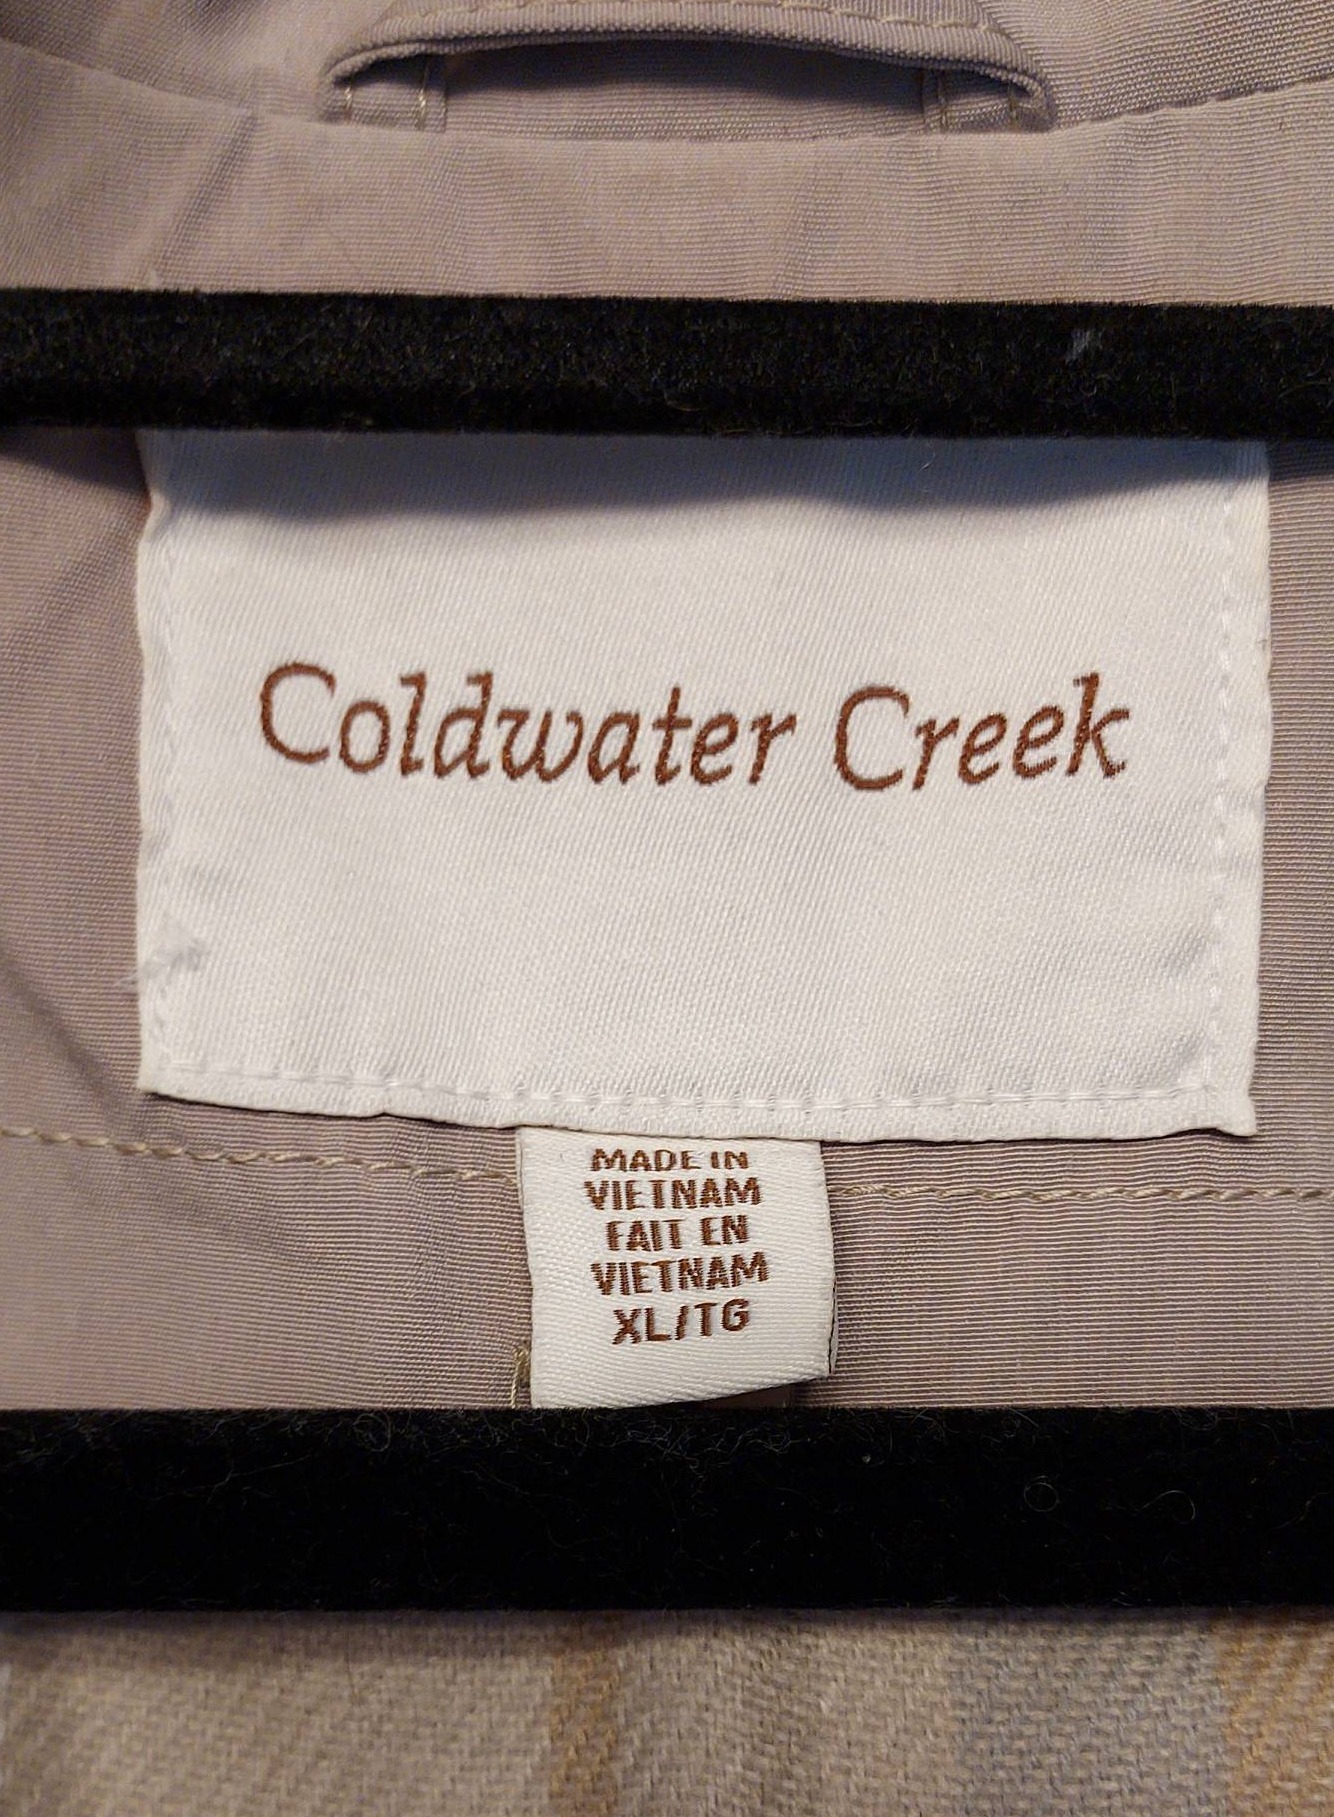 Coldwater Creek
MADE IN
VIETNAM
FAIT EN
VIETNAM
XL/TG